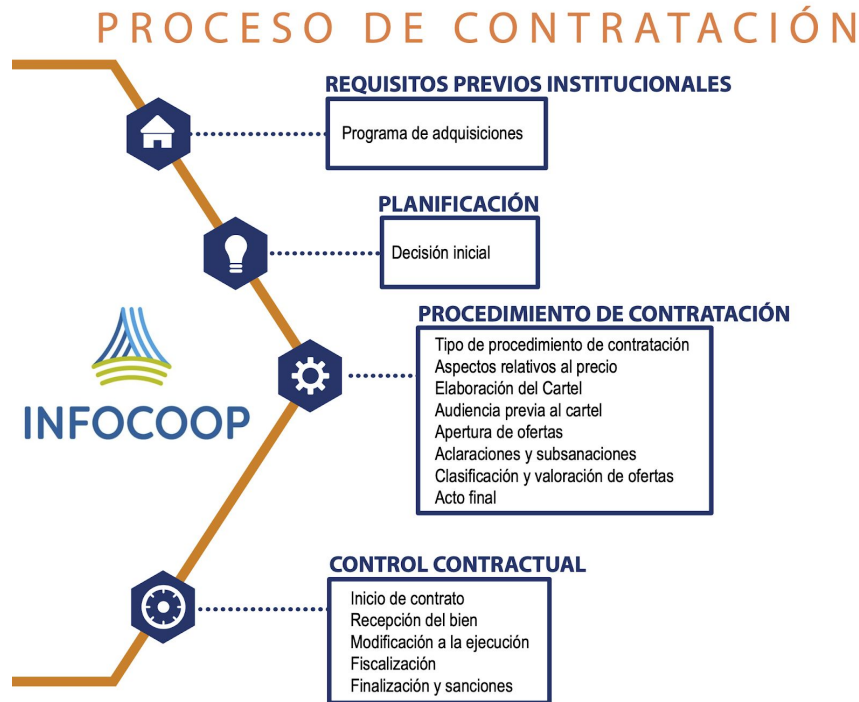 PROCESO DE CONTRATACIÓN
REQUISITOS PREVIOS INSTITUCIONALES
Programa de adquisiciones
PLANIFICACIÓN
Decisión inicial
PROCEDIMIENTO DE CONTRATACIÓN
Tipo de procedimiento de contratación
Aspectos relativos al precio
Elaboración del Cartel
Audiencia previa al cartel
Apertura de ofertas
Aclaraciones y subsanaciones
Clasificación y valoración de ofertas
Acto final
INFOCOOP
CONTROL CONTRACTUAL
Inicio de contrato
Recepción del bien
Modificación a la ejecución
Fiscalización
Finalización y sanciones